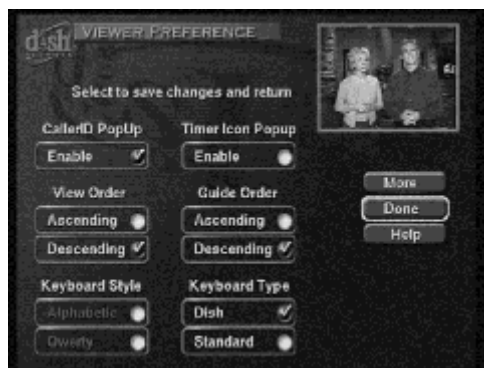 dish
VIEWER PREFERENCE
Select to save changes and return
CallerID PopUp
Timer Icon Popup
Enable
Enable
View Order
Guide Order
Ascending
Ascending
Descending
Descending
Keyboard Style
Keyboard Type
Alphabetic
Dish
Qwerty
Standard
More
Done
Help